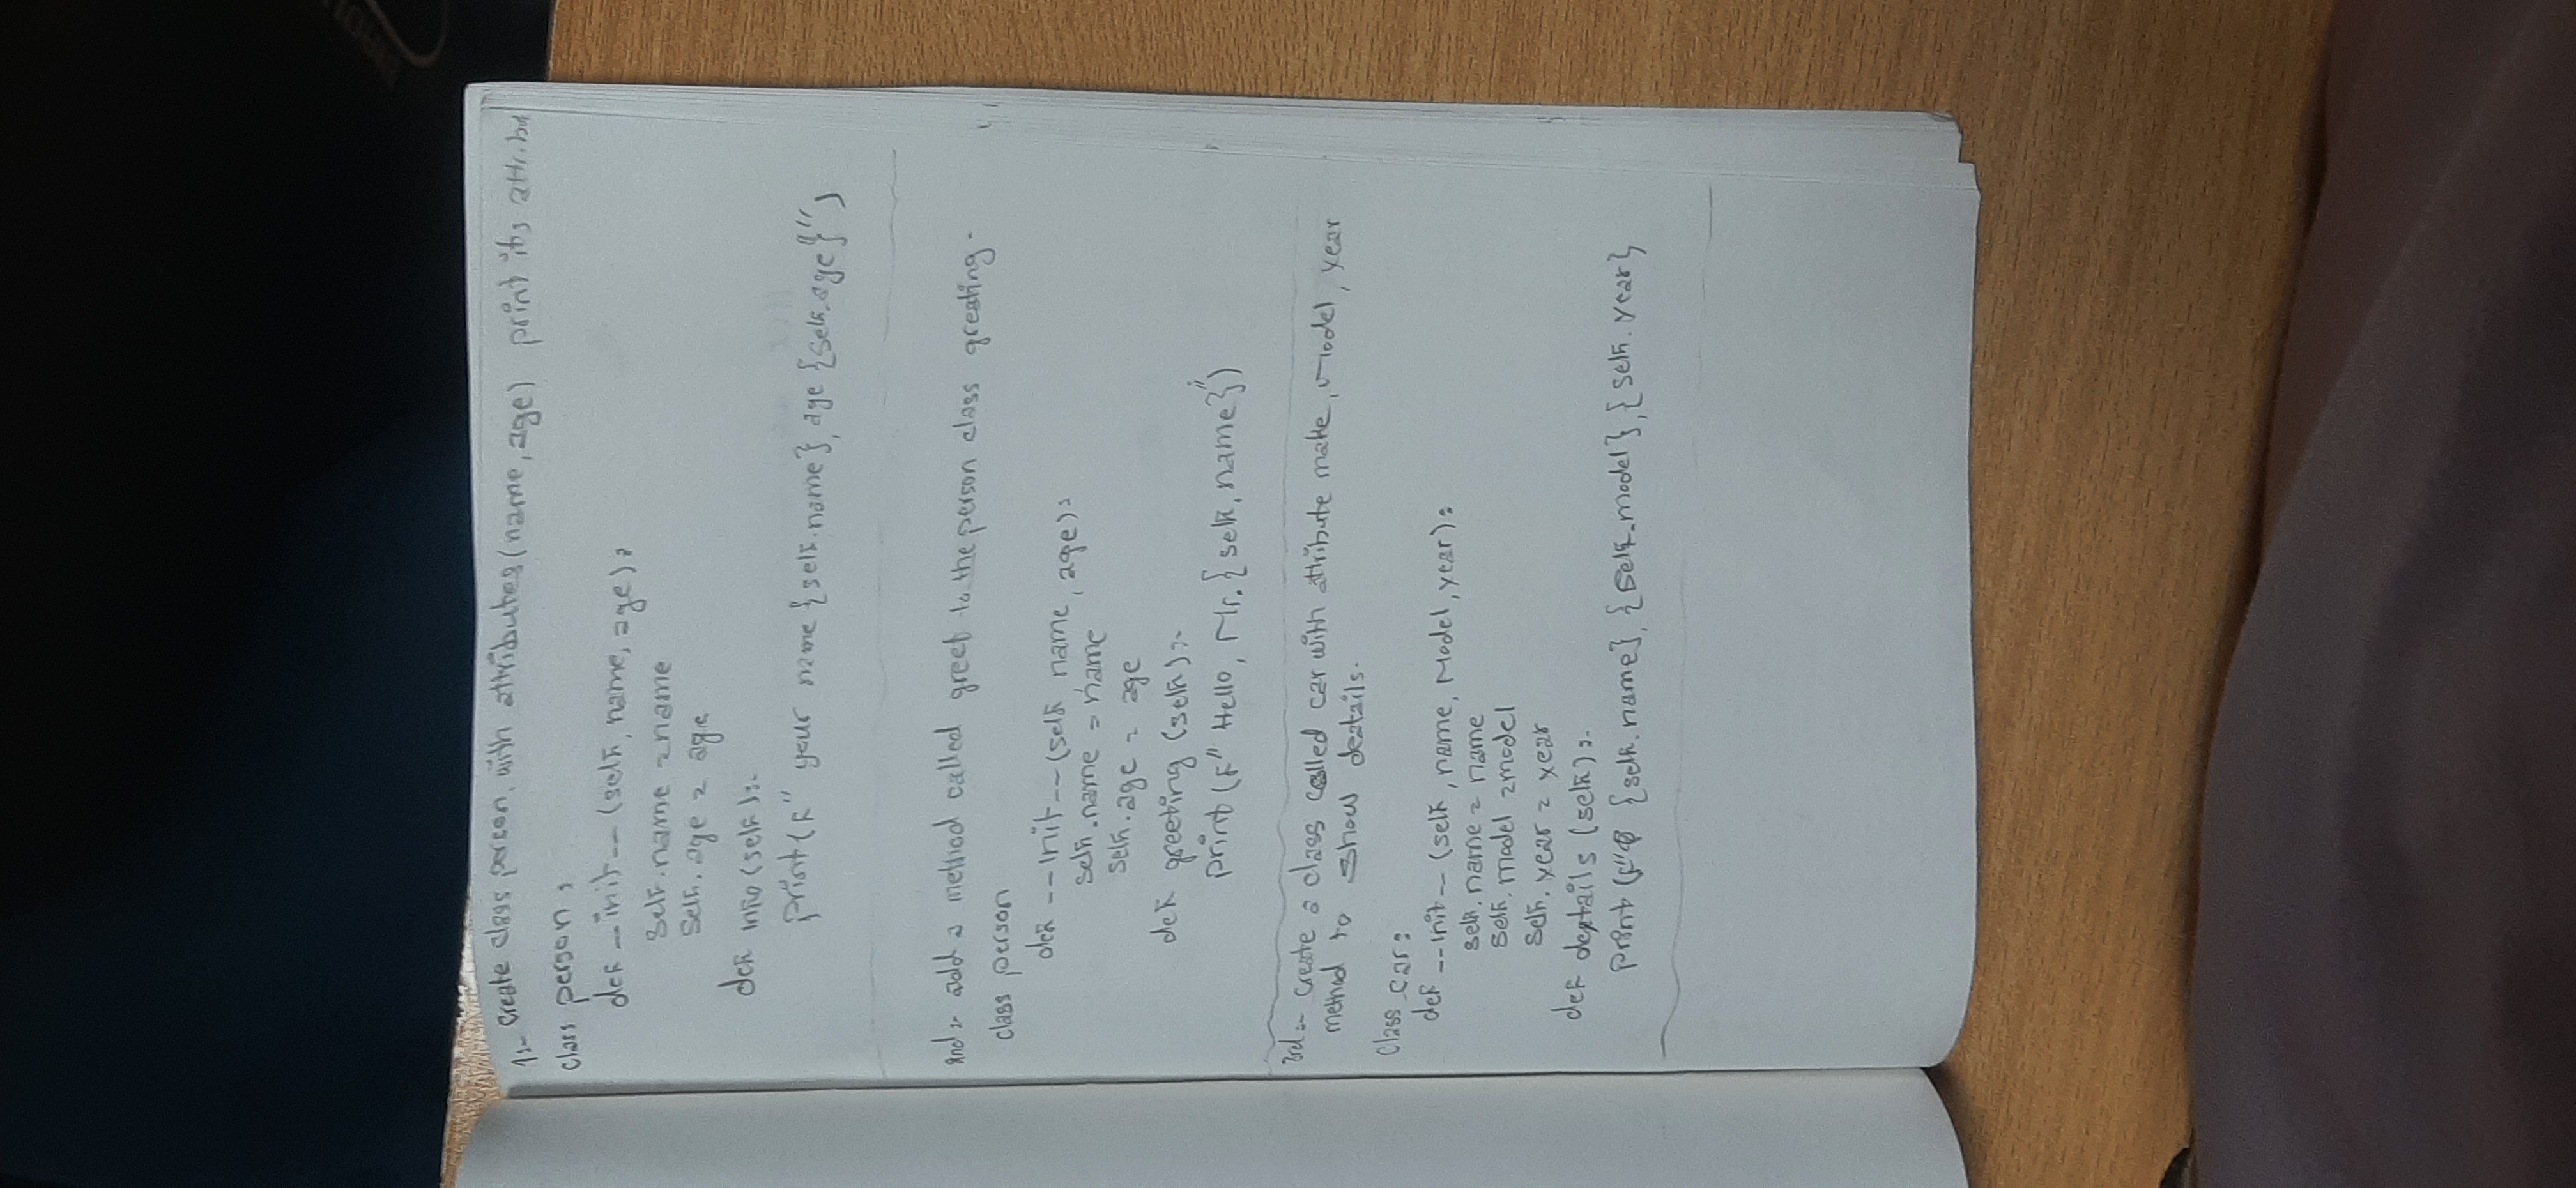 1:- Create class person, with attributes(name, age) print its attribu
class person :
def __init__(self, name, age):
self.name = name
self.age = age
def info(self):-
print(f" your name {self.name}, age {self.age}")
2nd:- add a method called greet to the person class greating.
class person
def __init__(self, name, age):
self.name = name
self.age = age
def greeting (self):-
print(f" Hello, Mr. {self.name}")
3rd:- create a class called car with attribute make, model, year
method to show deatails.
Class car:
def __init__(self, name, Model, year):
self.name = name
self.model = model
self.year = year
def details (self):-
print (f" {self.name}, {self.model}, {self.year}